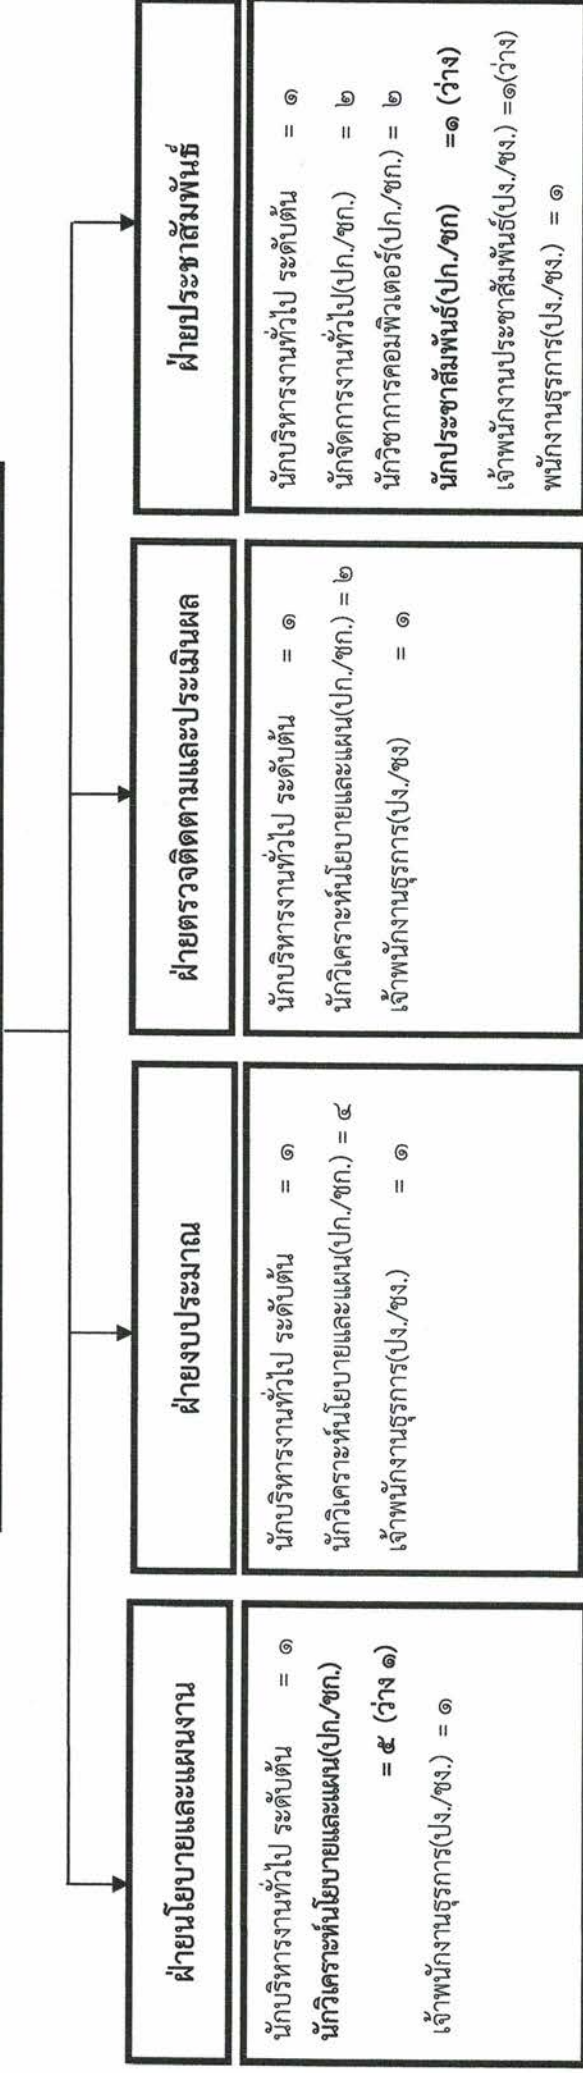 ฝ่ายนโยบายและแผนงาน
นักบริหารงานทั่วไป ระดับต้น = ๑
นักวิเคราะห์นโยบายและแผน(ปก./ชก.)
= ๕ (ว่าง ๑)
เจ้าพนักงานธุรการ(ปง./ชง.) = ๑
ฝ่ายงบประมาณ
นักบริหารงานทั่วไป ระดับต้น = ๑
นักวิเคราะห์นโยบายและแผน(ปก./ชก.) = ๔
เจ้าพนักงานธุรการ(ปง./ชง.) = ๑
ฝ่ายตรวจติดตามและประเมินผล
นักบริหารงานทั่วไป ระดับต้น = ๑
นักวิเคราะห์นโยบายและแผน(ปก./ชก.) = ๒
เจ้าพนักงานธุรการ(ปง./ชง) = ๑
ฝ่ายประชาสัมพันธ์
นักบริหารงานทั่วไป ระดับต้น = ๑
นักจัดการงานทั่วไป(ปก./ชก.) = ๒
นักวิชาการคอมพิวเตอร์(ปก./ชก.) = ๒
นักประชาสัมพันธ์(ปก./ชก) =๑ (ว่าง)
เจ้าพนักงานประชาสัมพันธ์(ปง./ชง.) =๑(ว่าง)
พนักงานธุรการ(ปง./ชง.) = ๑